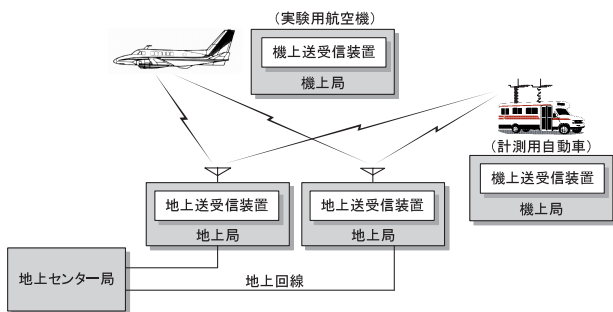 (実験用航空機)
機上送受信装置
機上局
(計測用自動車)
機上送受信装置
機上局
地上送受信装置
地上局
地上送受信装置
地上局
地上センター局
地上回線